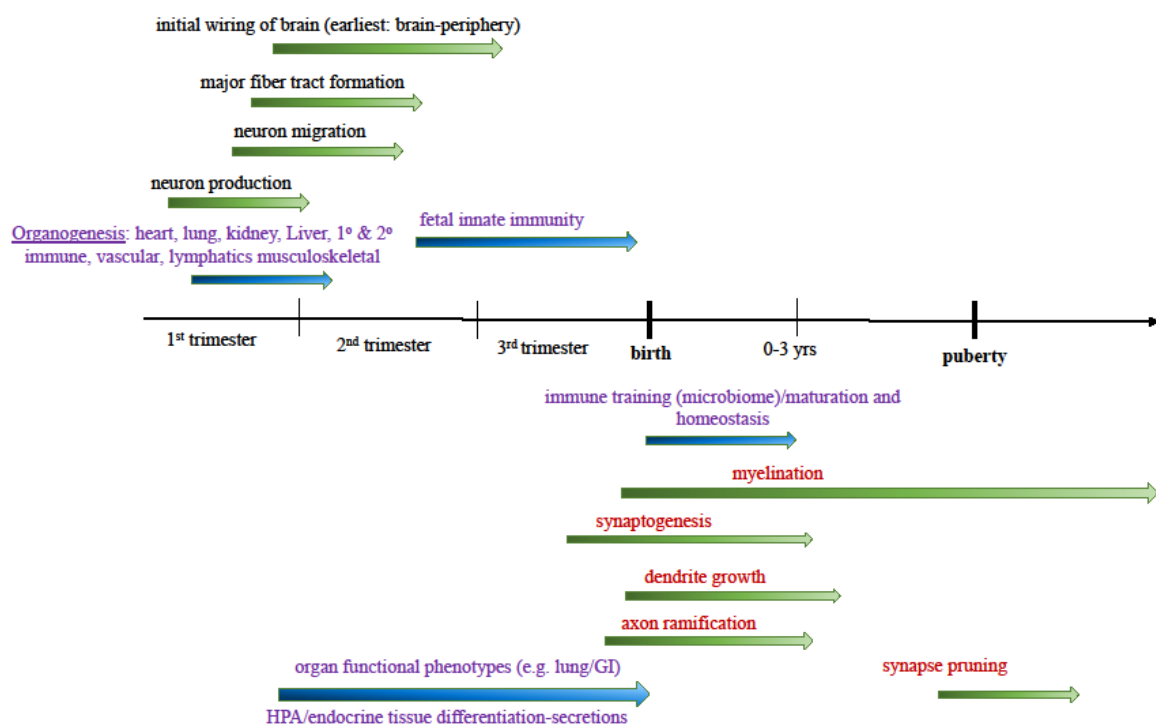 initial wiring of brain (earliest: brain-periphery)
major fiber tract formation
neuron migration
neuron production
Organogenesis: heart, lung, kidney, Liver, 1º & 2º
immune, vascular, lymphatics musculoskeletal
fetal innate immunity
1st trimester
2nd trimester
3rd trimester
birth
0-3 yrs
puberty
immune training (microbiome)/maturation and
homeostasis
myelination
synaptogenesis
dendrite growth
axon ramification
organ functional phenotypes (e.g. lung/GI)
HPA/endocrine tissue differentiation-secretions
synapse pruning